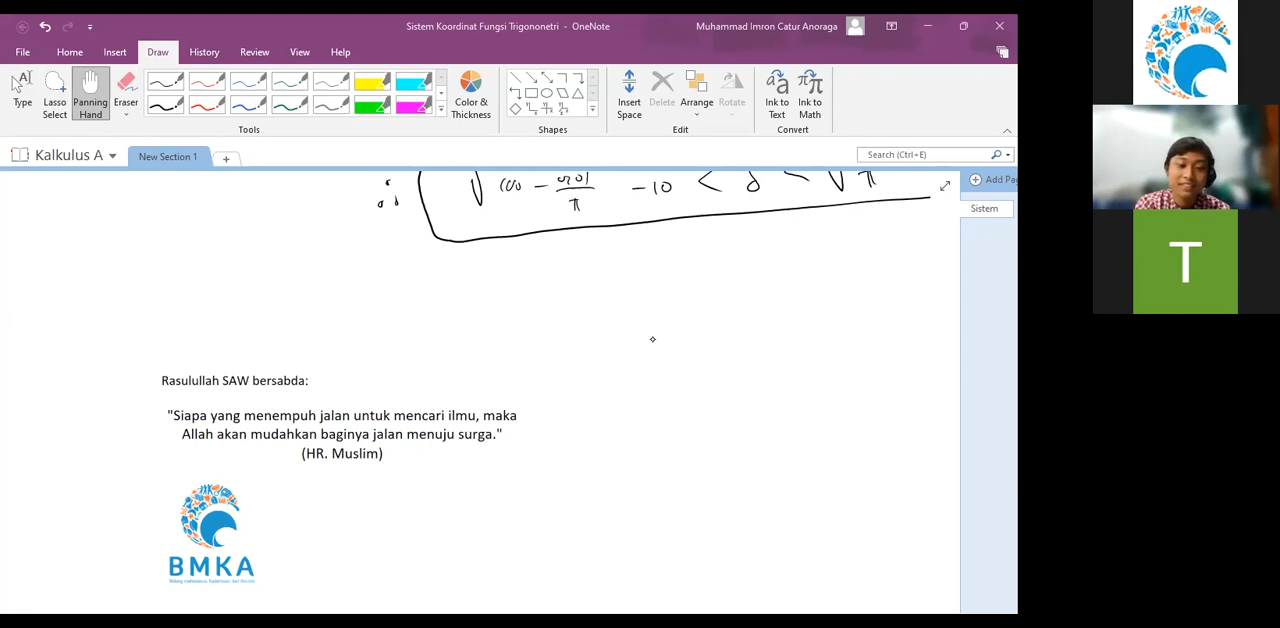 Sistem Koordinat Fungsi Trigononetri - OneNote
Muhammad Imron Catur Anoraga
File Home Insert Draw History Review View Help
Type
Lasso Select
Panning Hand
Eraser
Color & Thickness
Insert Space
Delete
Arrange
Rotate
Ink to Text
Ink to Math
Tools
Shapes
Edit
Convert
Kalkulus A
New Section 1
+
Search (Ctrl+E)
Add Pa
Sistem
π
- 10 <
< √ π
T
Rasulullah SAW bersabda:
"Siapa yang menempuh jalan untuk mencari ilmu, maka
Allah akan mudahkan baginya jalan menuju surga."
(HR. Muslim)
BMKA